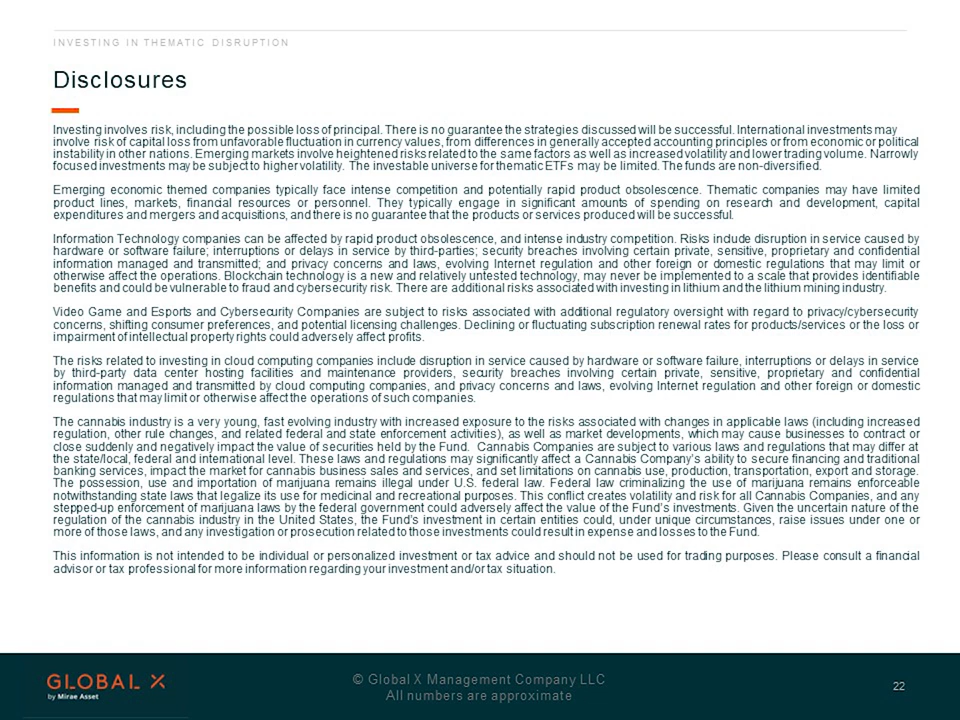 INVESTING IN THEMATIC DISRUPTION
Disclosures
Investing involves risk, including the possible loss of principal. There is no guarantee the strategies discussed will be successful. International investments may
involve risk of capital loss from unfavorable fluctuation in currency values, from differences in generally accepted accounting principles or from economic or political
instability in other nations. Emerging markets involve heightened risks related to the same factors as well as increased volatility and lower trading volume. Narrowly
focused investments may be subject to higher volatility. The investable universe for thematic ETFs may be limited. The funds are non-diversified.
Emerging economic themed companies typically face intense competition and potentially rapid product obsolescence. Thematic companies may have limited
product lines, markets, financial resources or personnel. They typically engage in significant amounts of spending on research and development, capital
expenditures and mergers and acquisitions, and there is no guarantee that the products or services produced will be successful.
Information Technology companies can be affected by rapid product obsolescence, and intense industry competition. Risks include disruption in service caused by
hardware or software failure; interruptions or delays in service by third-parties; security breaches involving certain private, sensitive, proprietary and confidential
information managed and transmitted; and privacy concerns and laws, evolving Internet regulation and other foreign or domestic regulations that may limit or
otherwise affect the operations. Blockchain technology is a new and relatively untested technology, may never be implemented to a scale that provides identifiable
benefits and could be vulnerable to fraud and cybersecurity risk. There are additional risks associated with investing in lithium and the lithium mining industry.
Video Game and Esports and Cybersecurity Companies are subject to risks associated with additional regulatory oversight with regard to privacy/cybersecurity
concerns, shifting consumer preferences, and potential licensing challenges. Declining or fluctuating subscription renewal rates for products/services or the loss or
impairment of intellectual property rights could adversely affect profits.
The risks related to investing in cloud computing companies include disruption in service caused by hardware or software failure, interruptions or delays in service
by third-party data center hosting facilities and maintenance providers, security breaches involving certain private, sensitive, proprietary and confidential
information managed and transmitted by cloud computing companies, and privacy concerns and laws, evolving Internet regulation and other foreign or domestic
regulations that may limit or otherwise affect the operations of such companies.
The cannabis industry is a very young, fast evolving industry with increased exposure to the risks associated with changes in applicable laws (including increased
regulation, other rule changes, and related federal and state enforcement activities), as well as market developments, which may cause businesses to contract or
close suddenly and negatively impact the value of securities held by the Fund. Cannabis Companies are subject to various laws and regulations that may differ at
the state/local, federal and international level. These laws and regulations may significantly affect a Cannabis Company's ability to secure financing and traditional
banking services, impact the market for cannabis business sales and services, and set limitations on cannabis use, production, transportation, export and storage.
The possession, use and importation of marijuana remains illegal under U.S. federal law. Federal law criminalizing the use of marijuana remains enforceable
notwithstanding state laws that legalize its use for medicinal and recreational purposes. This conflict creates volatility and risk for all Cannabis Companies, and any
stepped-up enforcement of marijuana laws by the federal government could adversely affect the value of the Fund's investments. Given the uncertain nature of the
regulation of the cannabis industry in the United States, the Fund's investment in certain entities could, under unique circumstances, raise issues under one or
more of those laws, and any investigation or prosecution related to those investments could result in expense and losses to the Fund.
This information is not intended to be individual or personalized investment or tax advice and should not be used for trading purposes. Please consult a financial
advisor or tax professional for more information regarding your investment and/or tax situation.
GLOBAL X
by Mirae Asset
© Global X Management Company LLC
All numbers are approximate
22